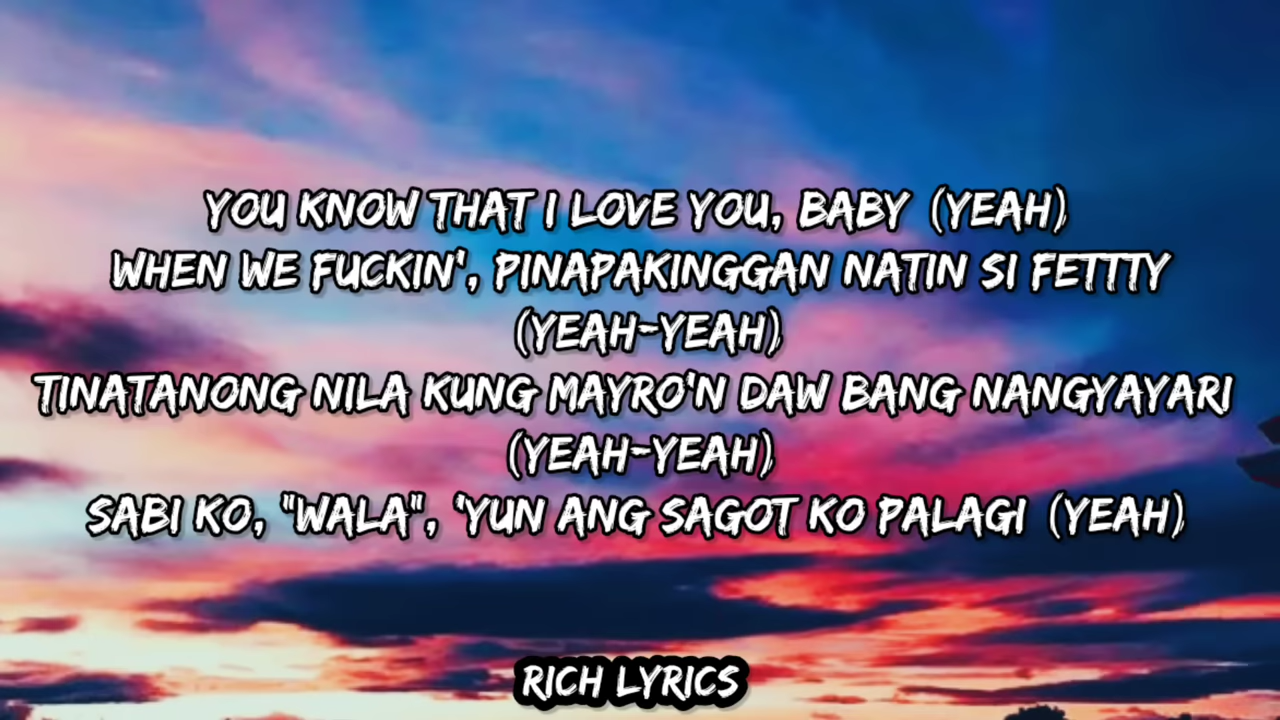 YOU KNOW THAT I LOVE YOU, BABY (YEAH)
WHEN WE FUCKIN', PINAPAKINGGAN NATIN SI FETTTY
(YEAH-YEAH)
TINATANONG NILA KUNG MAYRO'N DAW BANG NANGYAYARI
(YEAH-YEAH)
SABI KO, "WALA", 'YUN ANG SAGOT KO PALAGI (YEAH)
RICH LYRICS